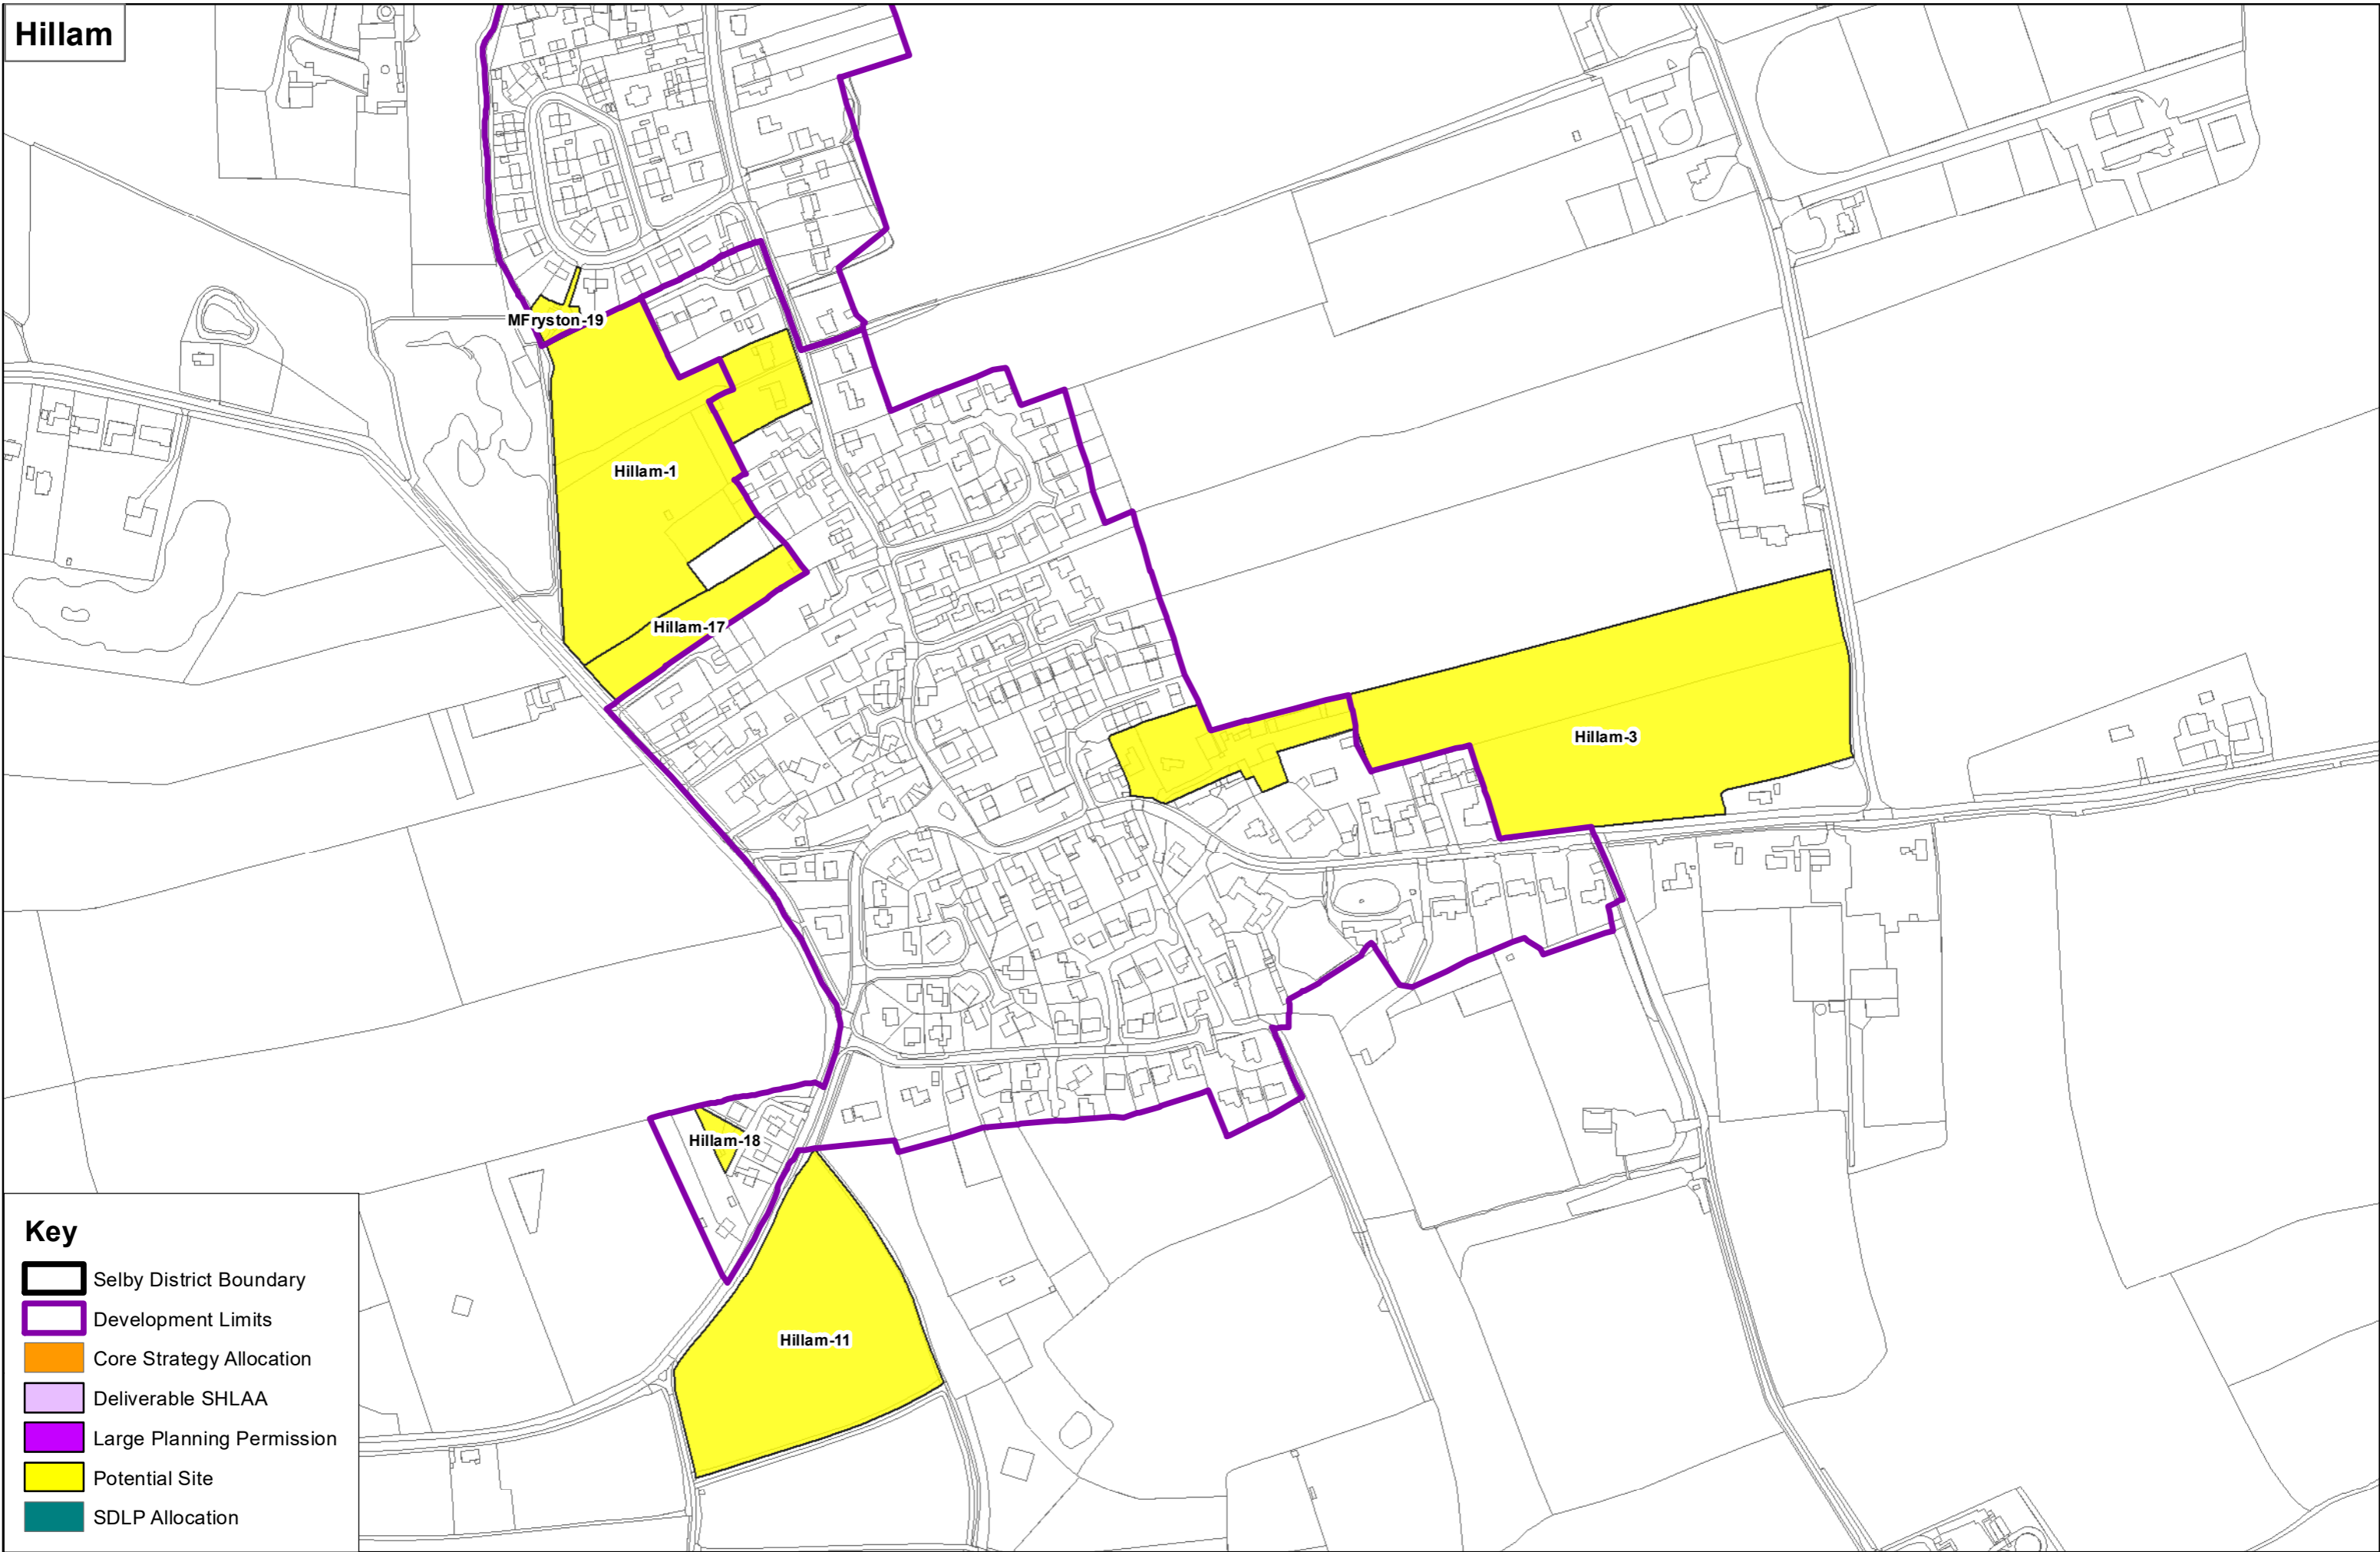 Hillam
MFryston-19
Hillam-1
Hillam-17
Hillam-3
Hillam-18
Hillam-11
Key
Selby District Boundary
Development Limits
Core Strategy Allocation
Deliverable SHLAA
Large Planning Permission
Potential Site
SDLP Allocation